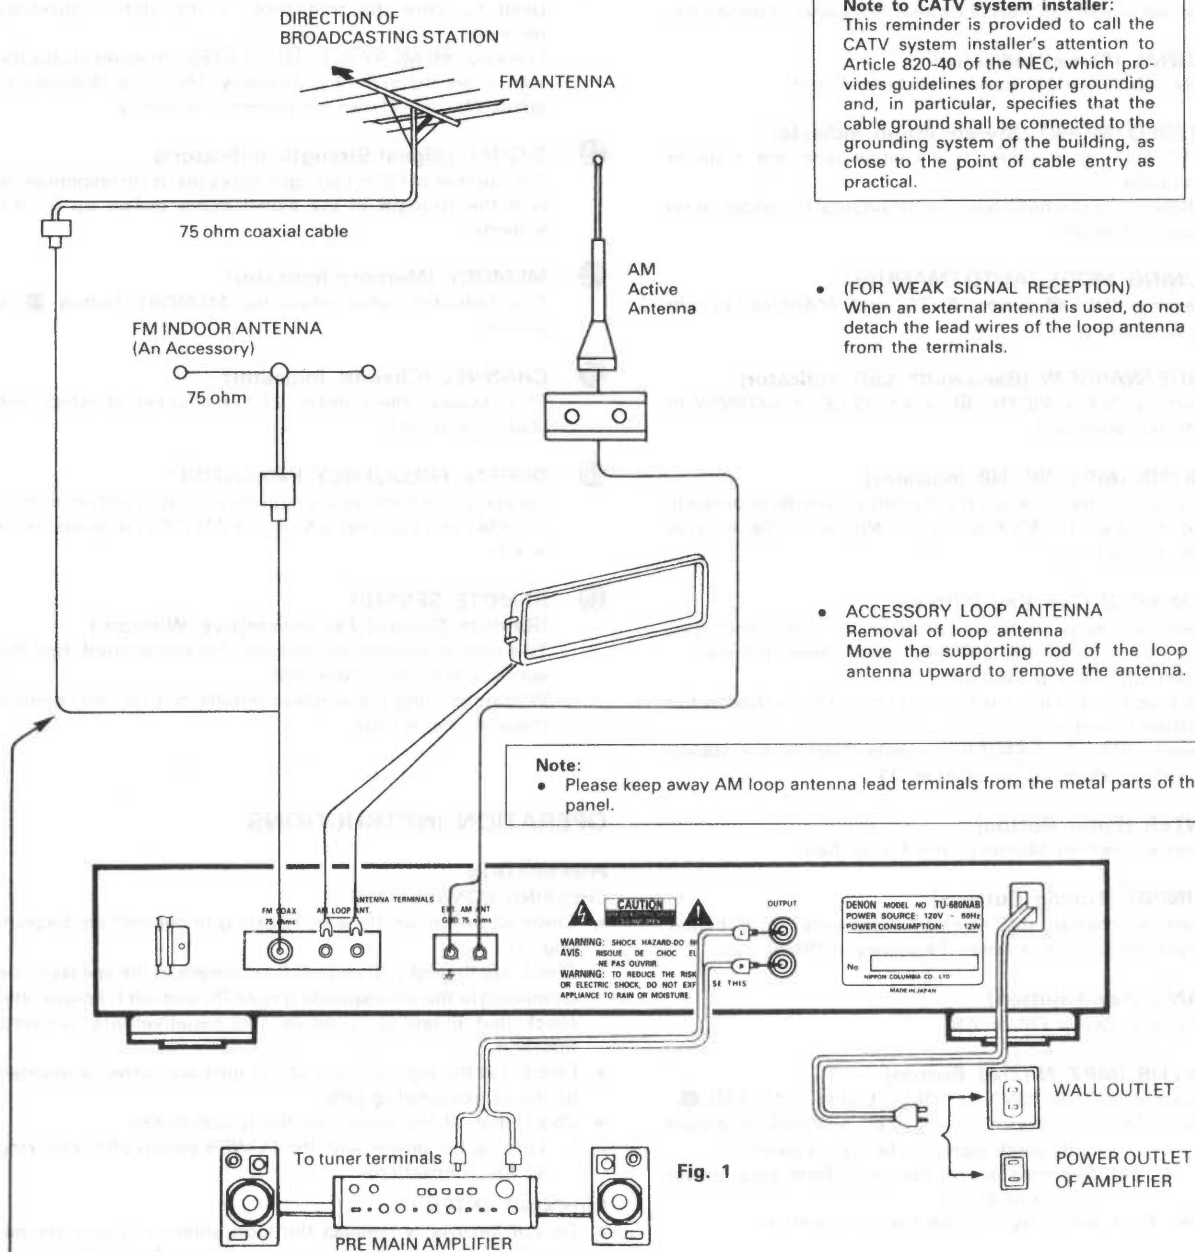 DIRECTION OF
BROADCASTING STATION
FM ANTENNA
75 ohm coaxial cable
FM INDOOR ANTENNA
(An Accessory)
75 ohm
AM
Active
Antenna
Note to CATV system installer:
This reminder is provided to call the
CATV system installer's attention to
Article 820-40 of the NEC, which pro-
vides guidelines for proper grounding
and, in particular, specifies that the
cable ground shall be connected to the
grounding system of the building, as
close to the point of cable entry as
practical.
• (FOR WEAK SIGNAL RECEPTION)
When an external antenna is used, do not
detach the lead wires of the loop antenna
from the terminals.
• ACCESSORY LOOP ANTENNA
Removal of loop antenna
Move the supporting rod of the loop
antenna upwards to remove the antenna.
Note:
• Please keep away AM loop antenna lead terminals from the metal parts of th
panel.
ANTENNA TERMINALS
FM COAX
75 ohms
AM LOOP ANT
EXT AM ANT
GND 75 ohms
CAUTION
WARNING: SHOCK HAZARD-DO
AVIS: RISQUE DE CHOC
NE PAS OUVRIR.
WARNING: TO REDUCE THE RISK
OR ELECTRIC SHOCK, DO NOT THIS
APPLIANCE TO RAIN OR MOISTURE.
OUTPUT
L
R
DENON MODEL NO TU-680NAB
POWER SOURCE: 120V ~ 60Hz
POWER CONSUMPTION: 12W
No
NIPPON COLUMBIA CO LTD
MADE IN JAPAN
WALL OUTLET
POWER OUTLET
OF AMPLIFIER
To tuner terminals
Fig. 1
PRE MAIN AMPLIFIER